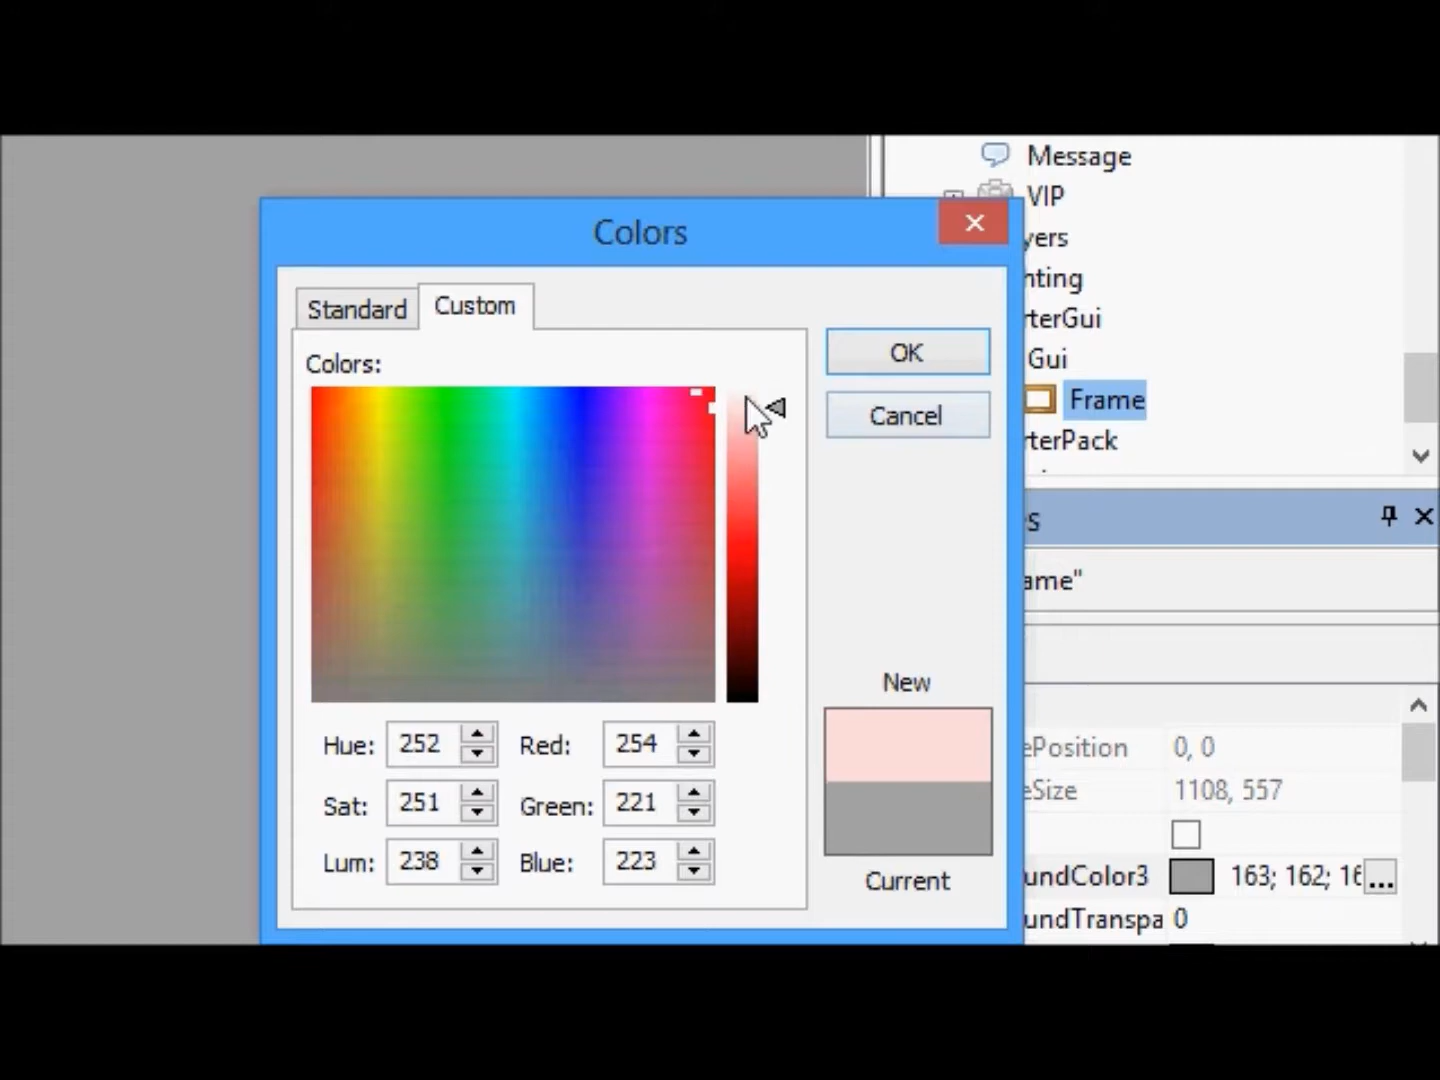 Message
VIP
Colors
yers
nting
Standard
Custom
rterGui
Colors:
OK
Gui
Cancel
Frame
rterPack
s
ame"
New
Hue: 252
Red: 254
ePosition 0, 0
Sat: 251
Green: 221
eSize 1108, 557
Lum: 238
Blue: 223
Current
undColor3 163; 162; 16 ...
undTranspa 0